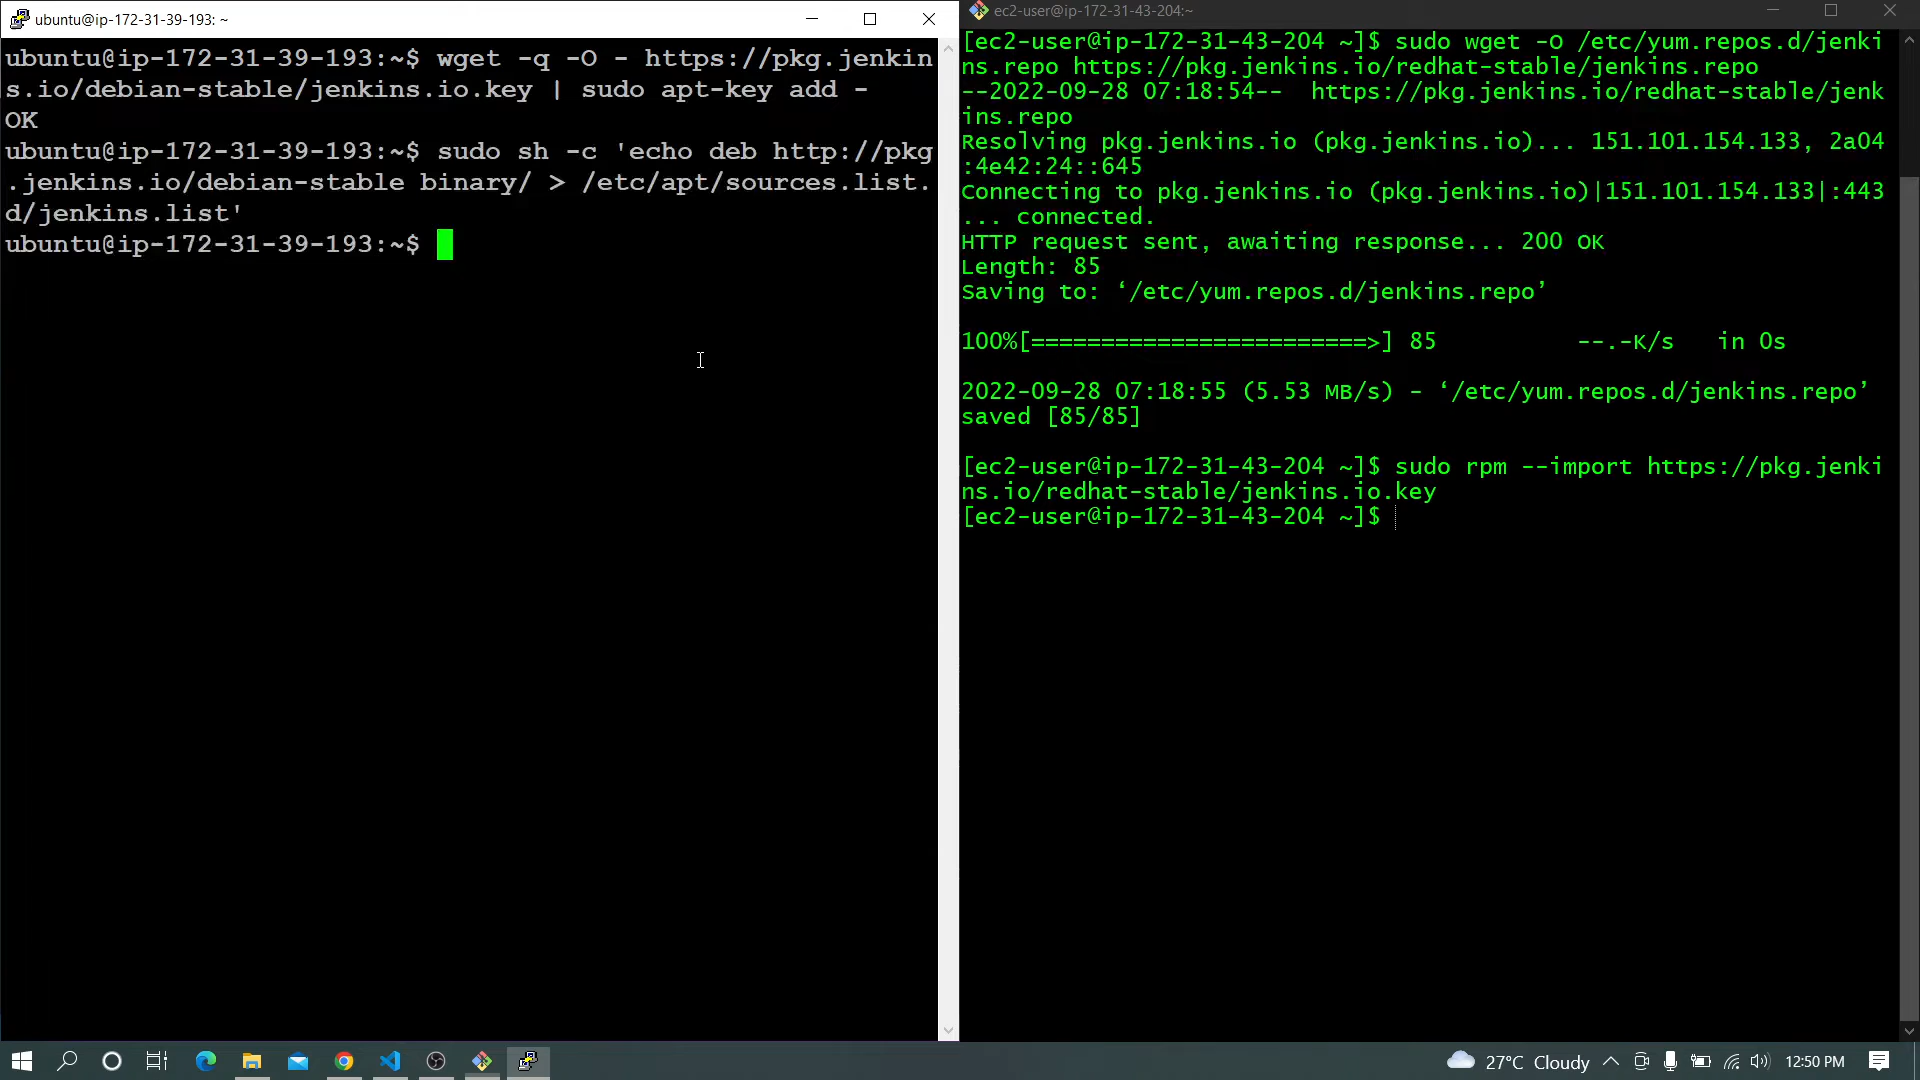 ubuntu@ip-172-31-39-193: ~
ubuntu@ip-172-31-39-193:~$ wget -q -O - https://pkg.jenkin
s.io/debian-stable/jenkins.io.key | sudo apt-key add -
OK
ubuntu@ip-172-31-39-193:~$ sudo sh -c 'echo deb http://pkg
.jenkins.io/debian-stable binary/ > /etc/apt/sources.list.
d/jenkins.list'
ubuntu@ip-172-31-39-193:~$
ec2-user@ip-172-31-43-204:~
[ec2-user@ip-172-31-43-204 ~]$ sudo wget -O /etc/yum.repos.d/jenki
ns.repo https://pkg.jenkins.io/redhat-stable/jenkins.repo
--2022-09-28 07:18:54--  https://pkg.jenkins.io/redhat-stable/jenk
ins.repo
Resolving pkg.jenkins.io (pkg.jenkins.io)... 151.101.154.133, 2a04
:4e42:24::645
Connecting to pkg.jenkins.io (pkg.jenkins.io)|151.101.154.133|:443
... connected.
HTTP request sent, awaiting response... 200 OK
Length: 85
Saving to: ‘/etc/yum.repos.d/jenkins.repo’
100%[========================>] 85          --.-K/s   in 0s
2022-09-28 07:18:55 (5.53 MB/s) - ‘/etc/yum.repos.d/jenkins.repo’
saved [85/85]
[ec2-user@ip-172-31-43-204 ~]$ sudo rpm --import https://pkg.jenki
ns.io/redhat-stable/jenkins.io.key
[ec2-user@ip-172-31-43-204 ~]$
27°C Cloudy
12:50 PM